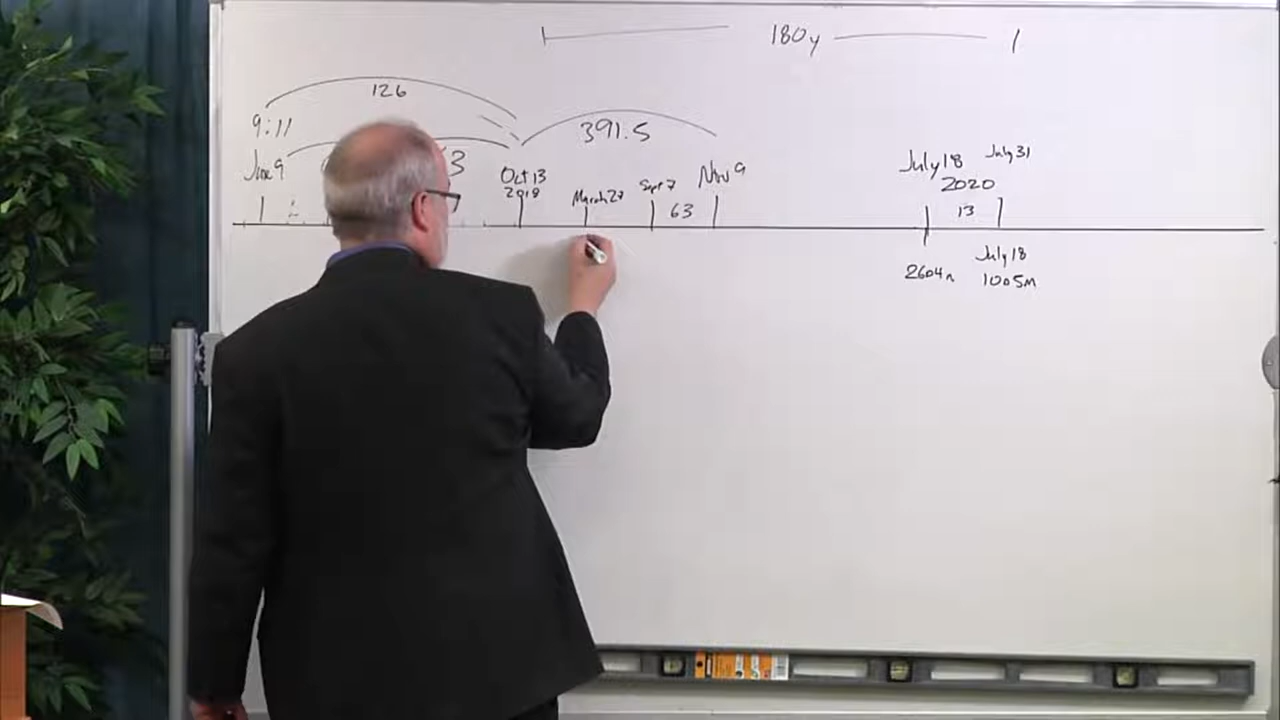 180y
126
9:11
391.5
3
June 9
Oct 13
2018
March 27
Sept 7
63
Nov 9
July 18
2020
July 31
13
2604n
July 18
1005M